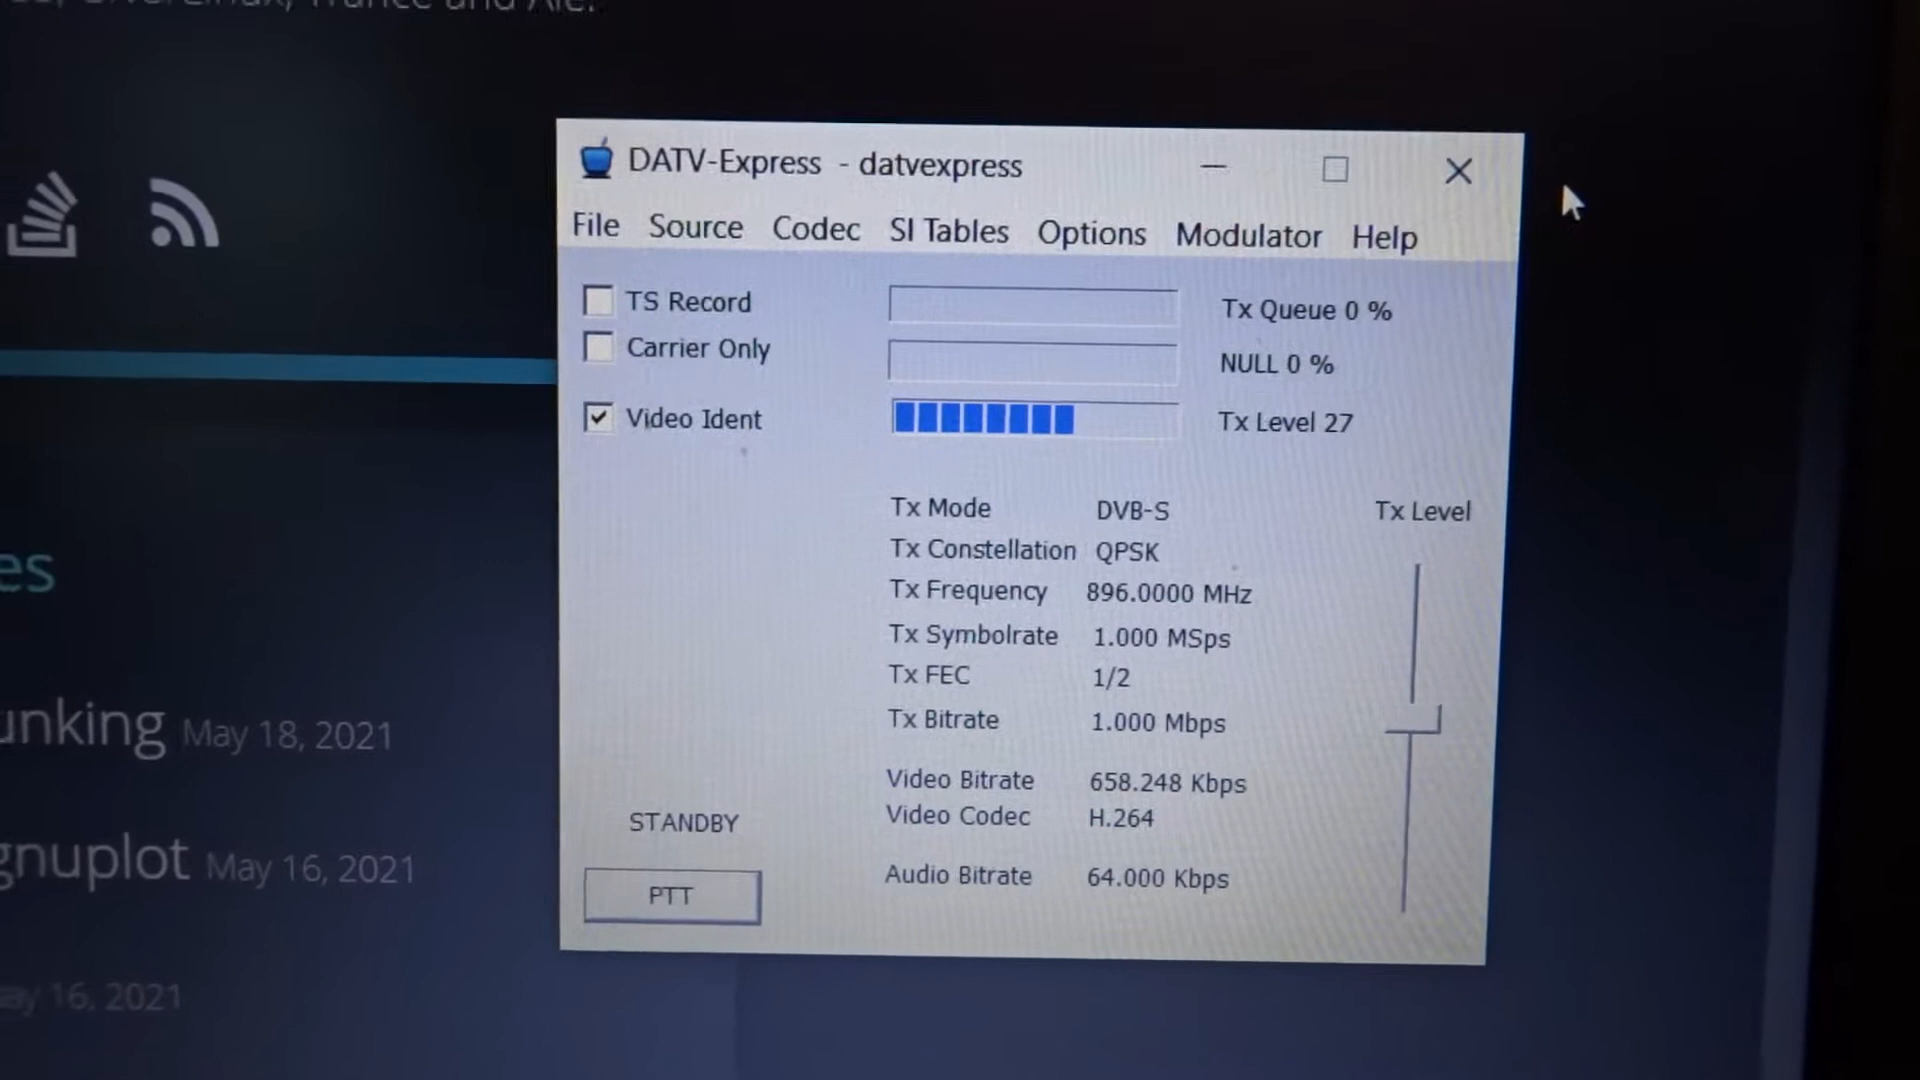 and
DATV-Express - datvexpress
File Source Codec SI Tables Options Modulator Help
TS Record
Tx Queue 0 %
Carrier Only
NULL 0 %
Video Ident
Tx Level 27
Tx Mode DVB-S
Tx Level
Tx Constellation QPSK
Tx Frequency 896.0000 MHz
Tx Symbolrate 1.000 MSps
Tx FEC 1/2
Tx Bitrate 1.000 Mbps
Video Bitrate 658.248 Kbps
Video Codec H.264
Audio Bitrate 64.000 Kbps
STANDBY
PTT
es
unking May 18, 2021
gnuplot May 16, 2021
ay 16, 2021